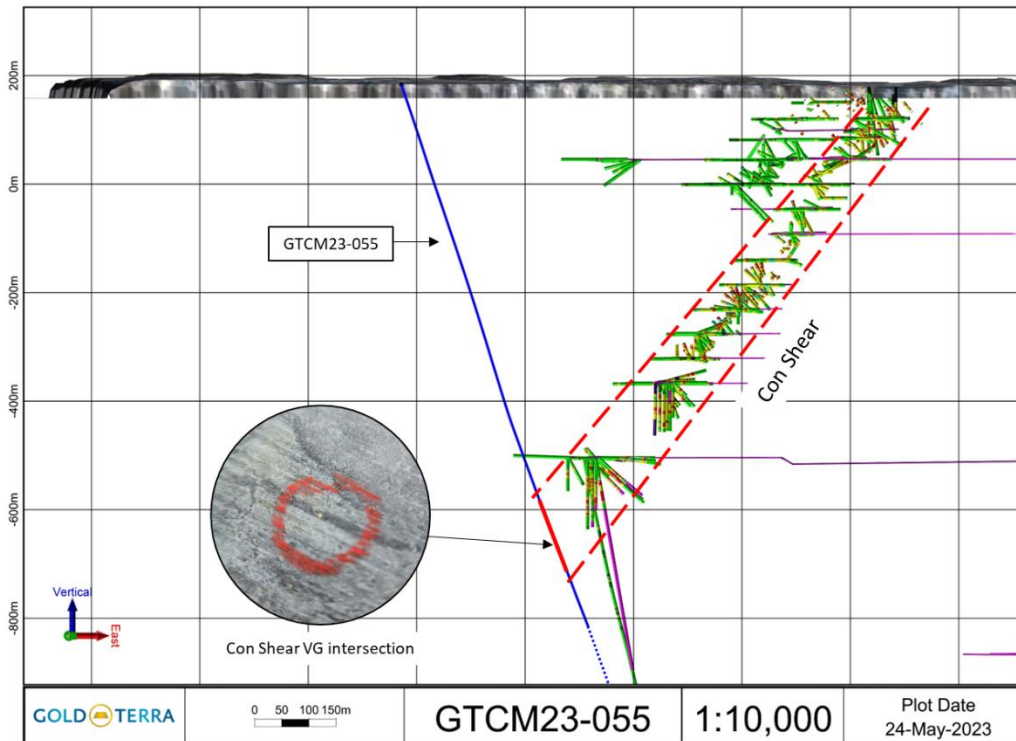 200m
0m
-200m
-400m
-600m
-800m
GTCM23-055
Con Shear
Con Shear VG intersection
Vertical
East
GOLD TERRA
0 50 100 150m
GTCM23-055
1:10,000
Plot Date
24-May-2023